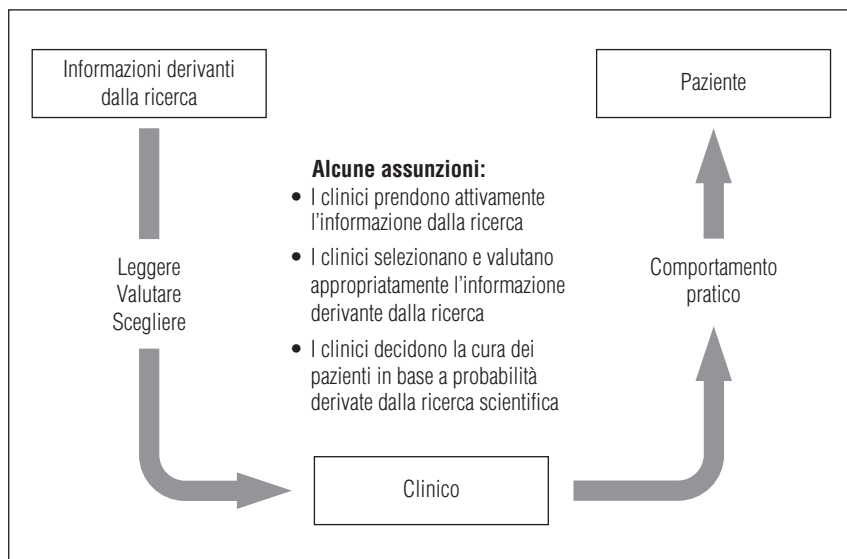 Informazioni derivanti
dalla ricerca
Paziente
Alcune assunzioni:
• I clinici prendono attivamente
l’informazione dalla ricerca
• I clinici selezionano e valutano
appropriatamente l’informazione
derivante dalla ricerca
• I clinici decidono la cura dei
pazienti in base a probabilità
derivate dalla ricerca scientifica
Leggere
Valutare
Scegliere
Comportamento
pratico
Clinico